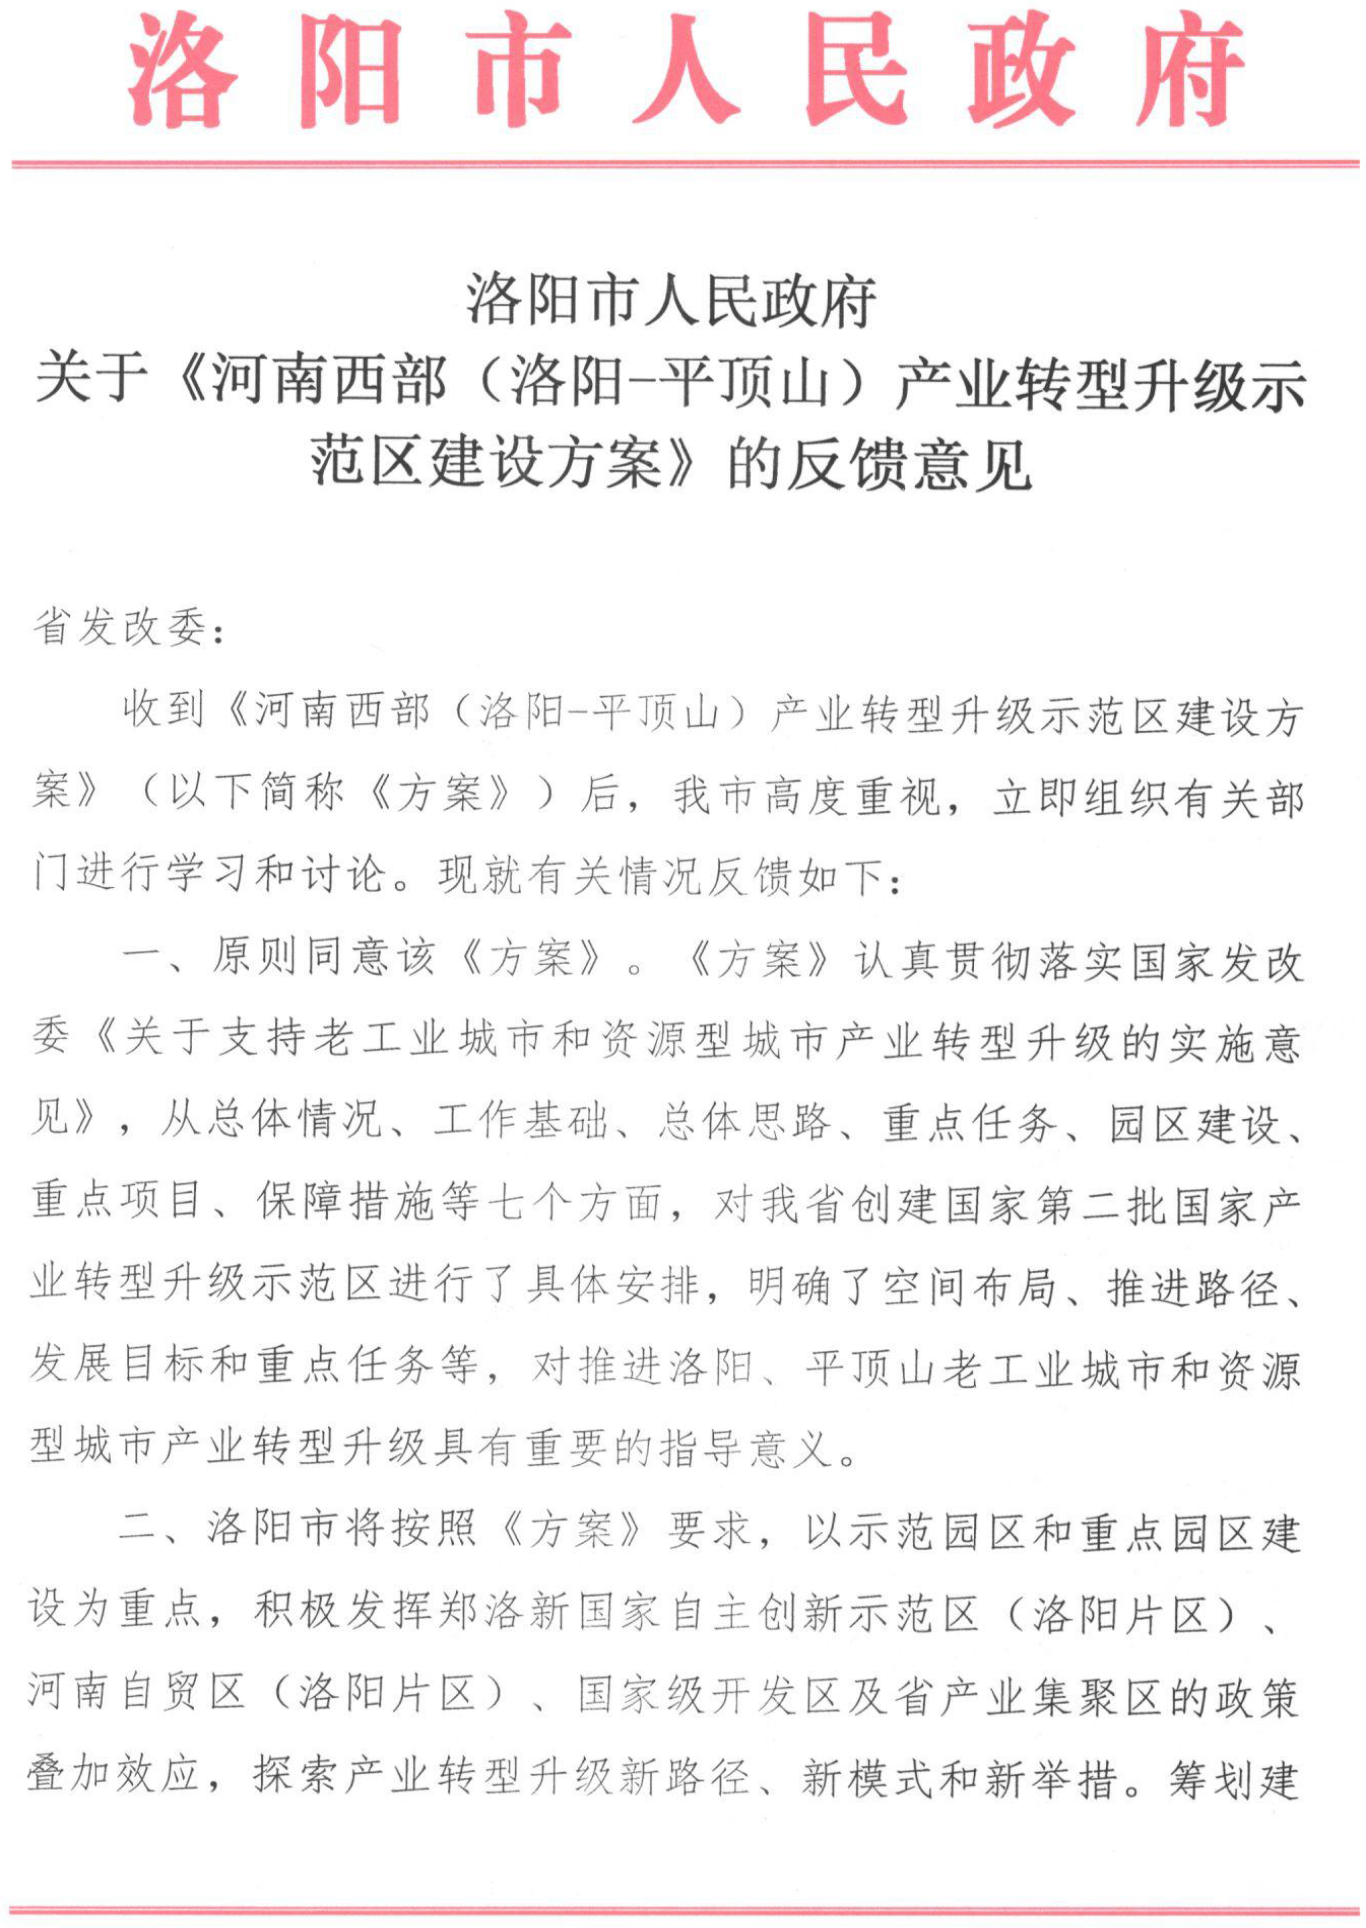 洛阳市人民政府
洛阳市人民政府
关于《河南西部（洛阳-平顶山）产业转型升级示
范区建设方案》的反馈意见
省发改委：
收到《河南西部（洛阳-平顶山）产业转型升级示范区建设方
案》（以下简称《方案》）后，我市高度重视，立即组织有关部
门进行学习和讨论。现就有关情况反馈如下：
一、原则同意该《方案》。《方案》认真贯彻落实国家发改
委《关于支持老工业城市和资源型城市产业转型升级的实施意
见》，从总体情况、工作基础、总体思路、重点任务、园区建设、
重点项目、保障措施等七个方面，对我省创建国家第二批国家产
业转型升级示范区进行了具体安排，明确了空间布局、推进路径、
发展目标和重点任务等，对推进洛阳、平顶山老工业城市和资源
型城市产业转型升级具有重要的指导意义。
二、洛阳市将按照《方案》要求，以示范园区和重点园区建
设为重点，积极发挥郑洛新国家自主创新示范区（洛阳片区）、
河南自贸区（洛阳片区）、国家级开发区及省产业集聚区的政策
叠加效应，探索产业转型升级新路径、新模式和新举措。筹划建